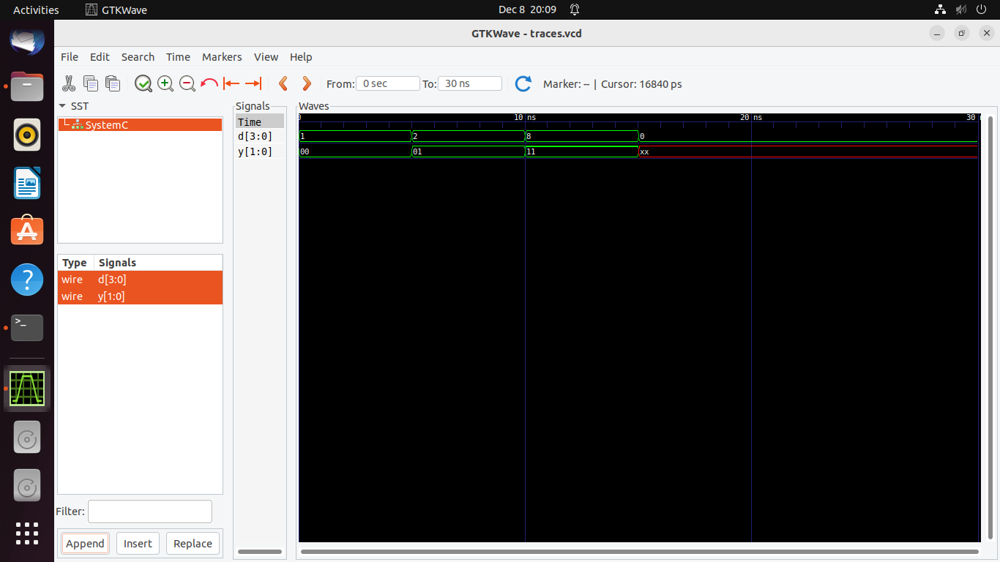 Activities GTKWave Dec 8 20:09
GTKWave - traces.vcd
File Edit Search Time Markers View Help
From: 0 sec To: 30 ns Marker: -- | Cursor: 16840 ps
SST
SystemC
Type Signals
wire d[3:0]
wire y[1:0]
Filter:
Append Insert Replace
Signals
Time
d[3:0]
y[1:0]
Waves
0 10 ns 20 ns 30
1 2 8 0
00 01 11 xx